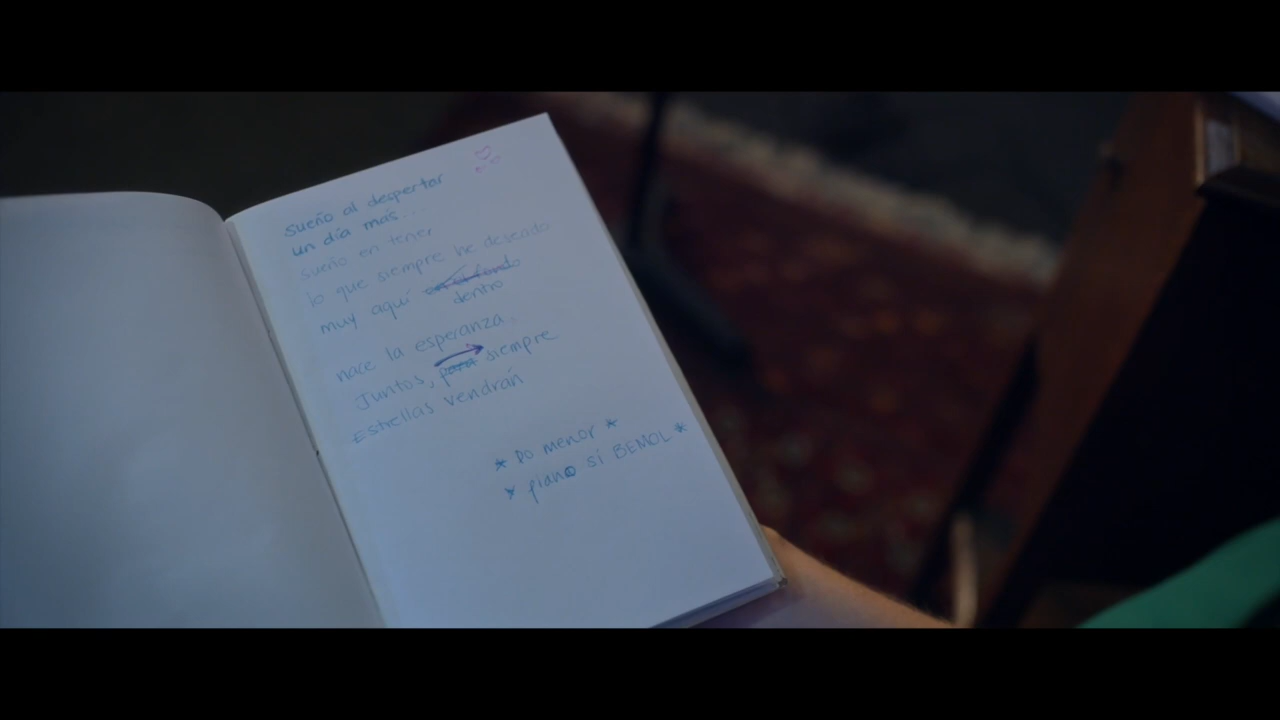 sueño al despertar
un día más...
sueño en tener
lo que siempre he deseado
muy aquí
dentro
nace la esperanza
Juntos, para siempre
Estrellas vendrán
* DO menor *
* piano si BEMOL *